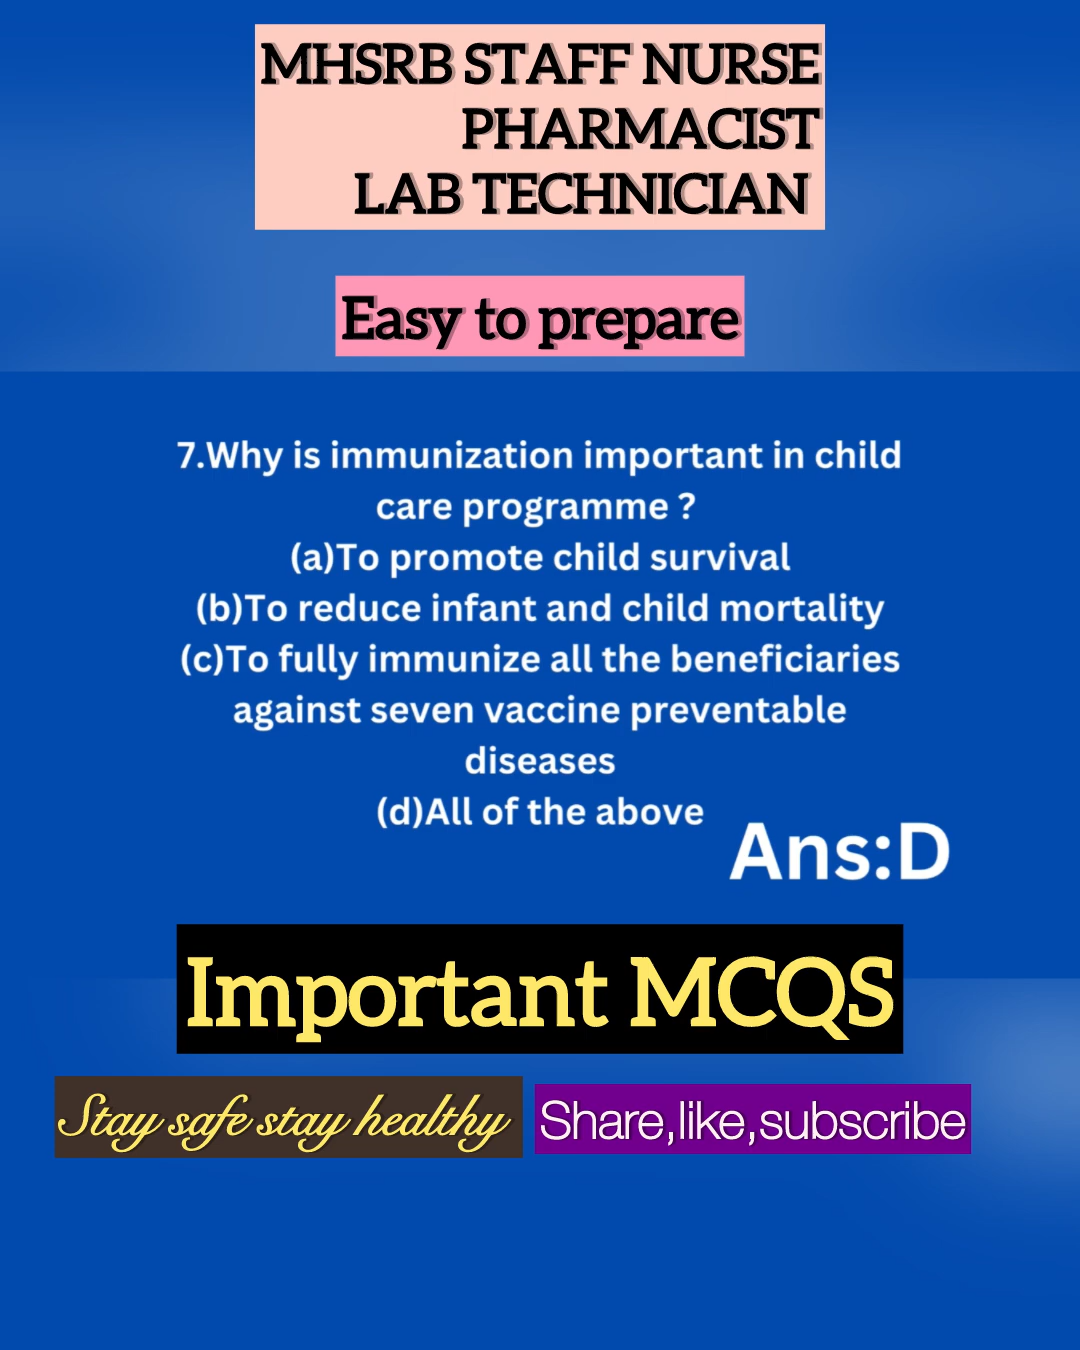 MHSRB STAFF NURSE
PHARMACIST
LAB TECHNICIAN
Easy to prepare
7.Why is immunization important in child
care programme ?
(a)To promote child survival
(b)To reduce infant and child mortality
(c)To fully immunize all the beneficiaries
against seven vaccine preventable
diseases
(d)All of the above
Ans:D
Important MCQS
Stay safe stay healthy
Share,like,subscribe